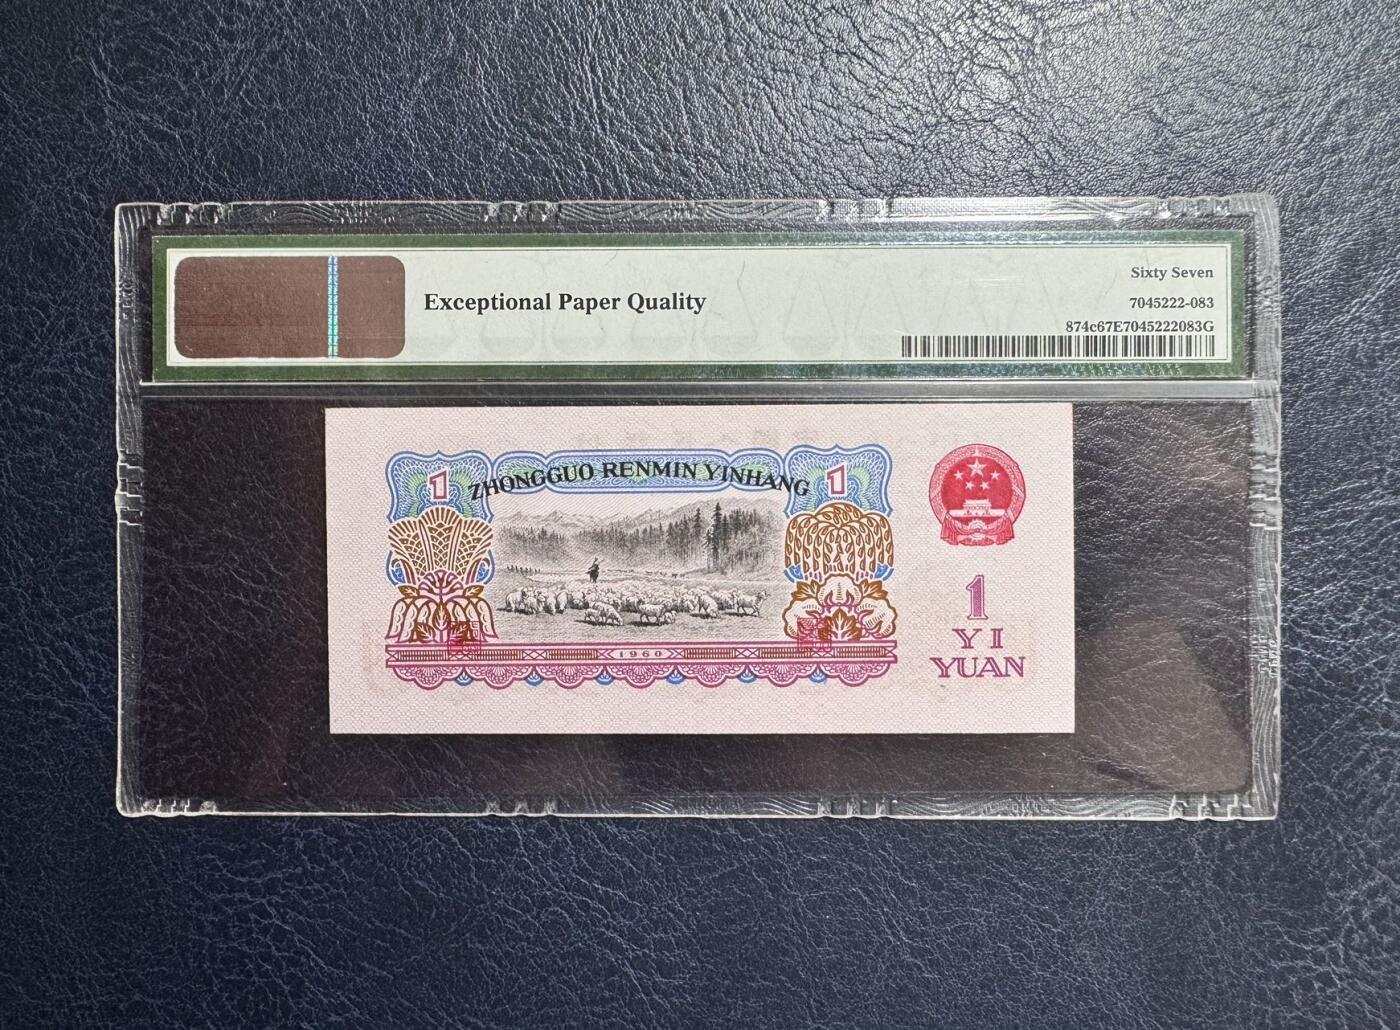 Sixty Seven
Exceptional Paper Quality
7045222-083
874c67E7045222083G
1
ZHONGGUO RENMIN YINHANG
1
1960
1
YI
YUAN